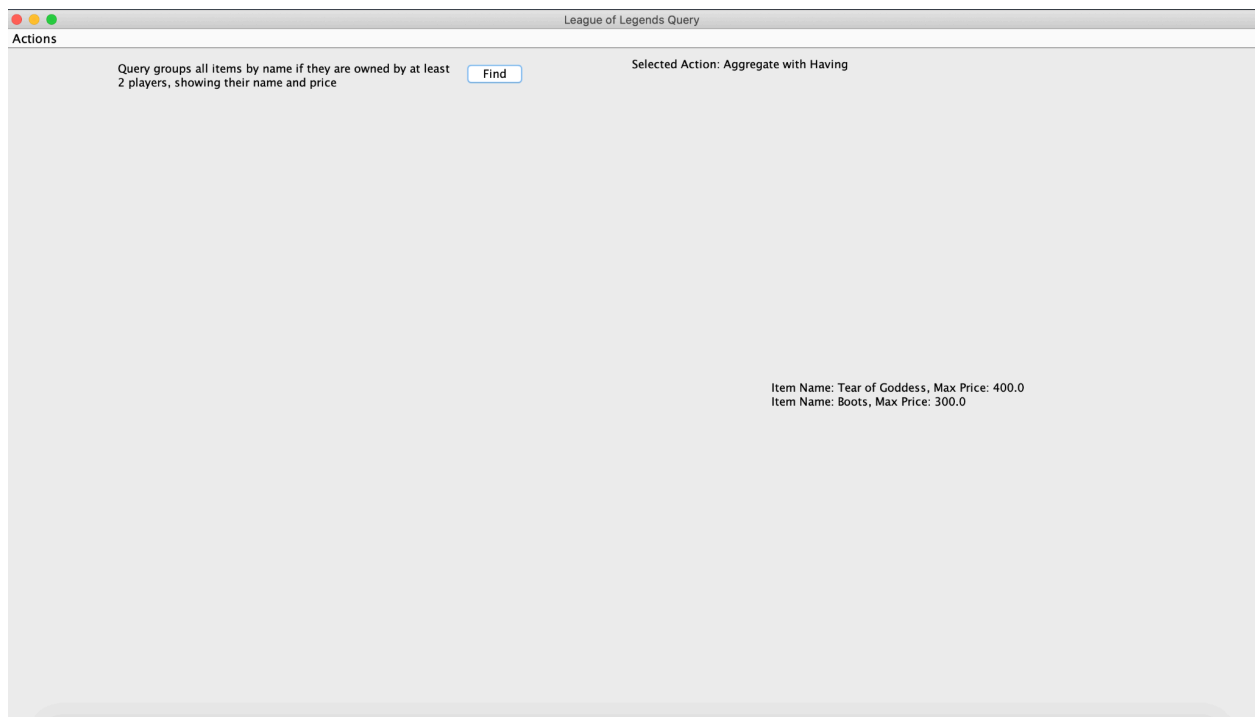 League of Legends Query
Actions
Query groups all items by name if they are owned by at least
2 players, showing their name and price
Find
Selected Action: Aggregate with Having
Item Name: Tear of Goddess, Max Price: 400.0
Item Name: Boots, Max Price: 300.0